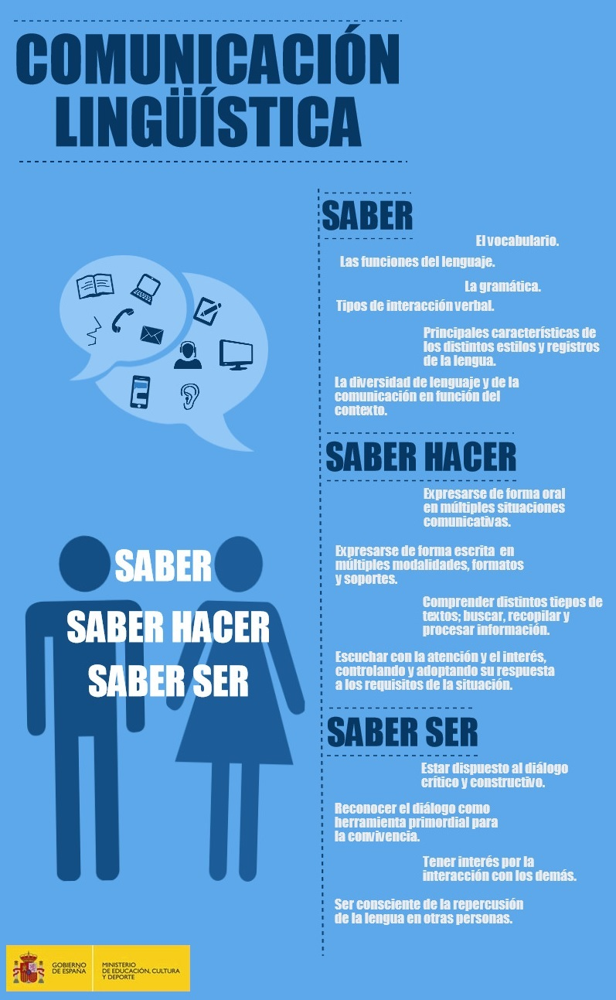 COMUNICACIÓN
LINGÜÍSTICA
SABER
El vocabulario.
Las funciones del lenguaje.
La gramática.
Tipos de interacción verbal.
Principales características de
los distintos estilos y registros
de la lengua.
La diversidad de lenguaje y de la
comunicación en función del
contexto.
SABER HACER
Expresarse de forma oral
en múltiples situaciones
comunicativas.
Expresarse de forma escrita en
múltiples modalidades, formatos
y soportes.
Comprender distintos tiepos de
textos; buscar, recopilar y
procesar información.
Escuchar con la atención y el interés,
controlando y adoptando su respuesta
a los requisitos de la situación.
SABER SER
Estar dispuesto al diálogo
crítico y constructivo.
Reconocer el diálogo como
herramienta primordial para
la convivencia.
Tener interés por la
interacción con los demás.
Ser consciente de la repercusión
de la lengua en otras personas.
SABER
SABER HACER
SABER SER
GOBIERNO
DE ESPAÑA
MINISTERIO
DE EDUCACIÓN, CULTURA
Y DEPORTE